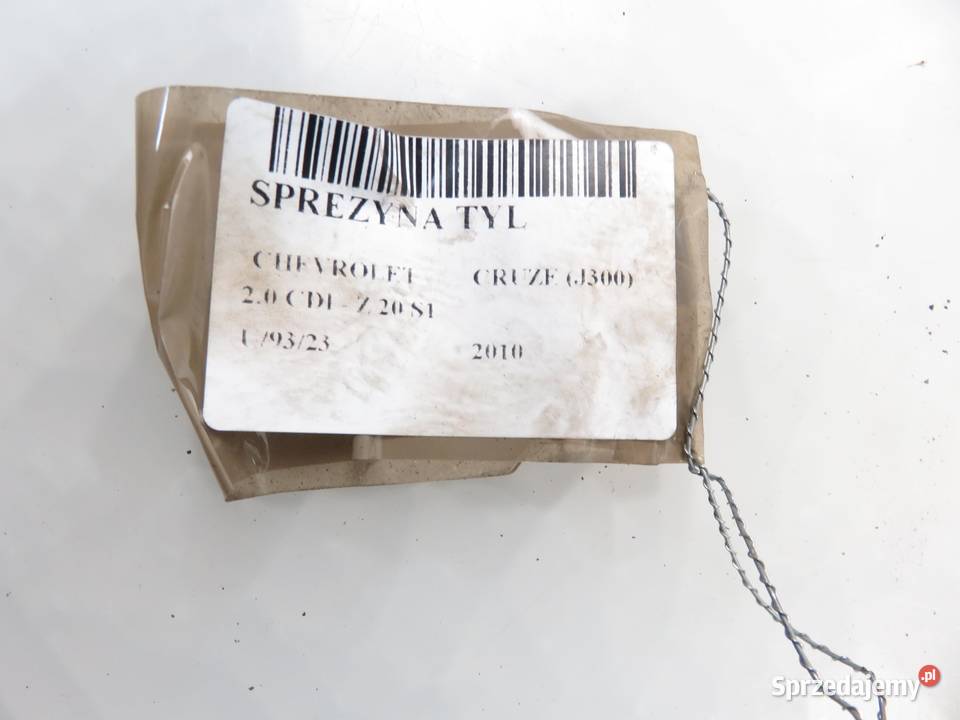 SPREZYNA TYL
CHEVROLET CRUZE (J300)
2.0 CDI - Z 20 S1
U/93/23 2010
Sprzedajemy.pl